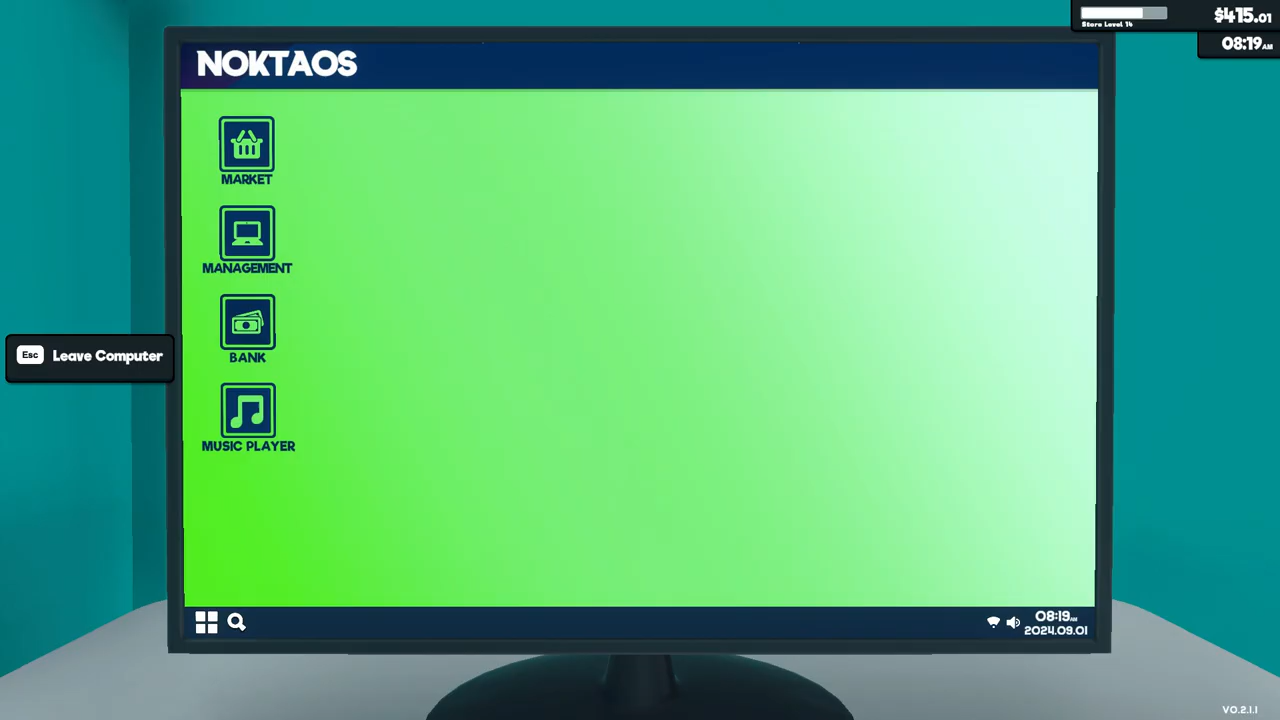 $415.01
Store Level 14
08:19AM
NOKTAOS
MARKET
MANAGEMENT
BANK
MUSIC PLAYER
Esc Leave Computer
08:19AM
2024.09.01
V0.2.1.1